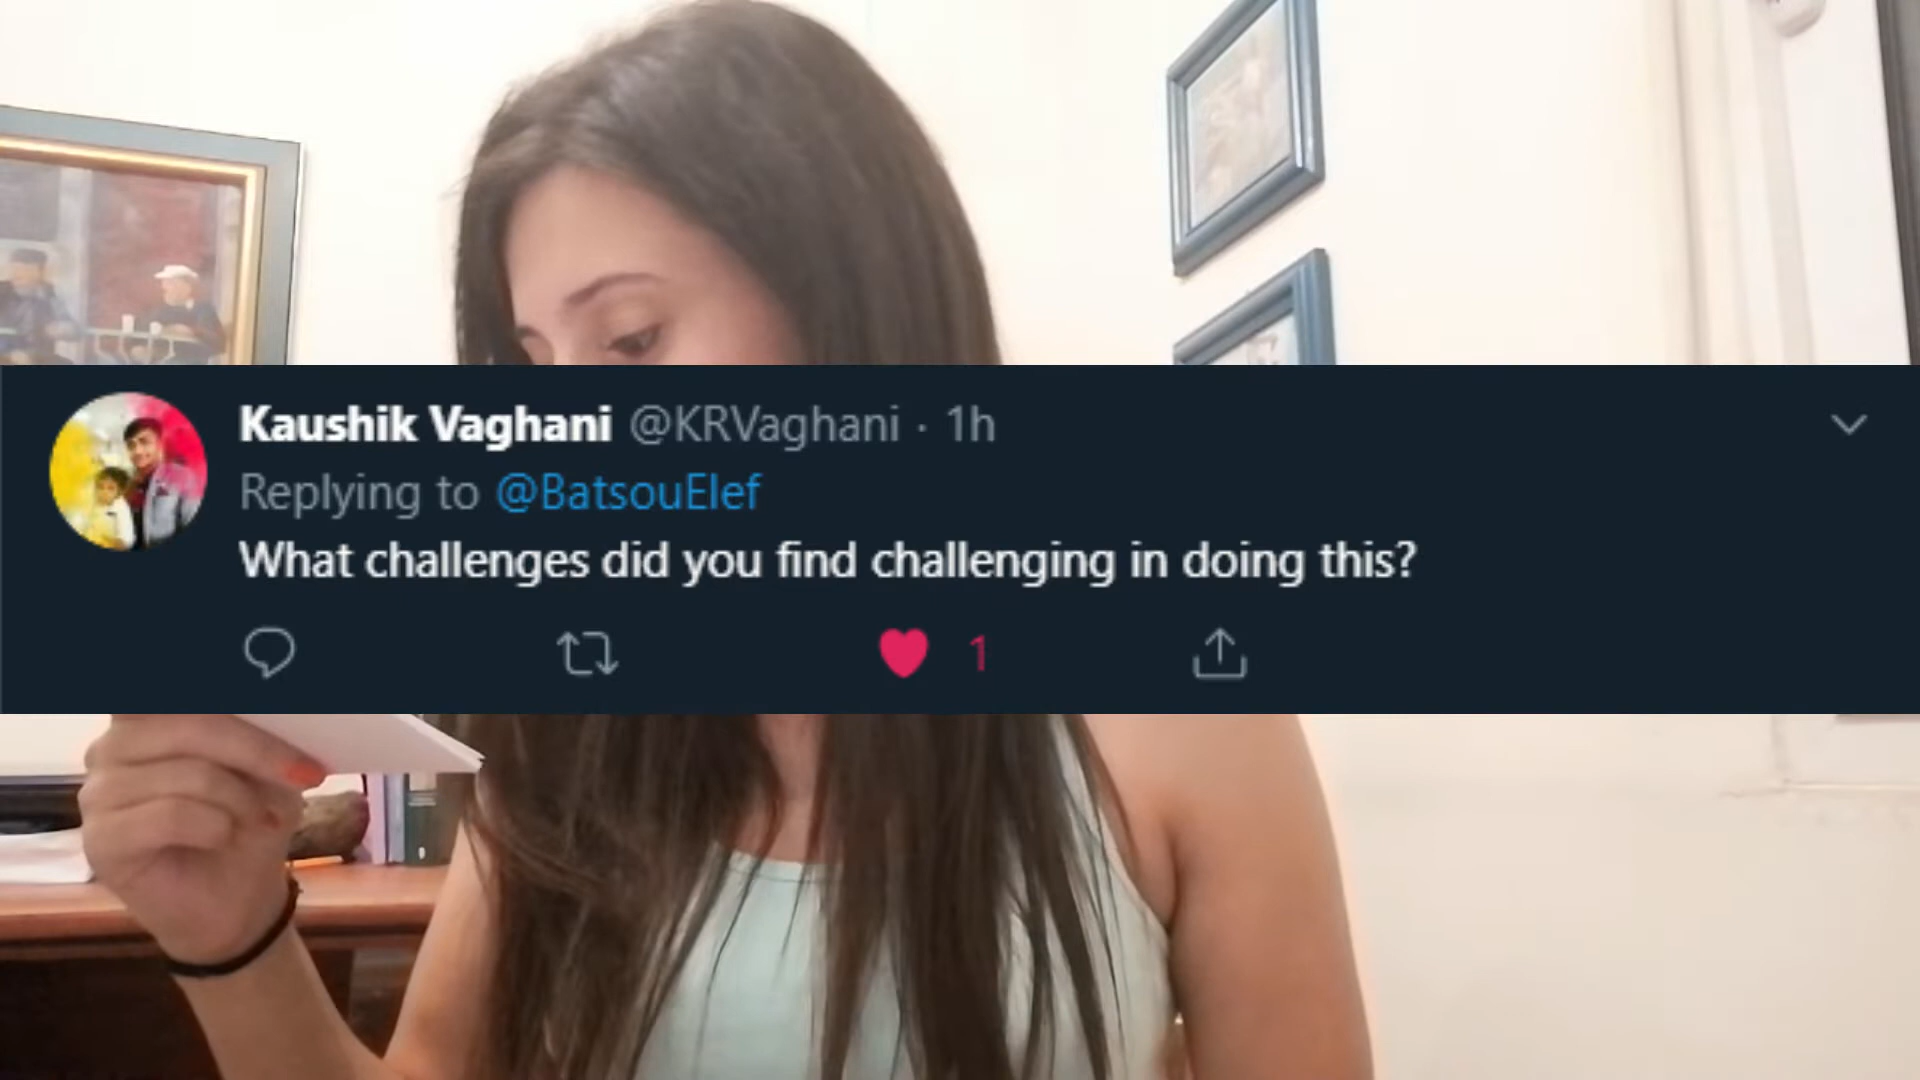 Kaushik Vaghani @KRVaghani · 1h
Replying to @BatsouElef
What challenges did you find challenging in doing this?
1